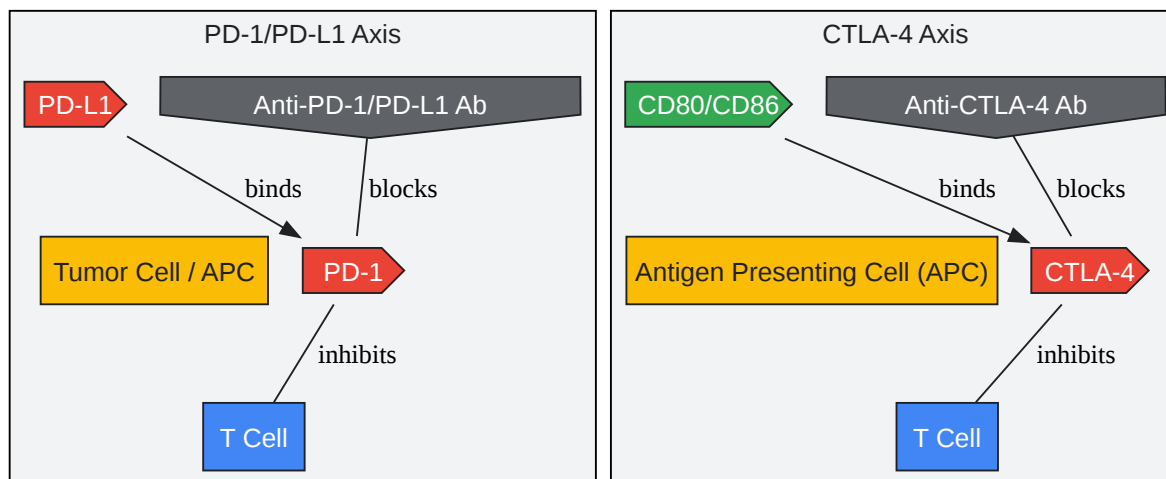 PD-1/PD-L1 Axis
PD-L1
Anti-PD-1/PD-L1 Ab
binds
blocks
Tumor Cell / APC
PD-1
inhibits
T Cell
CTLA-4 Axis
CD80/CD86
Anti-CTLA-4 Ab
binds
blocks
Antigen Presenting Cell (APC)
CTLA-4
inhibits
T Cell